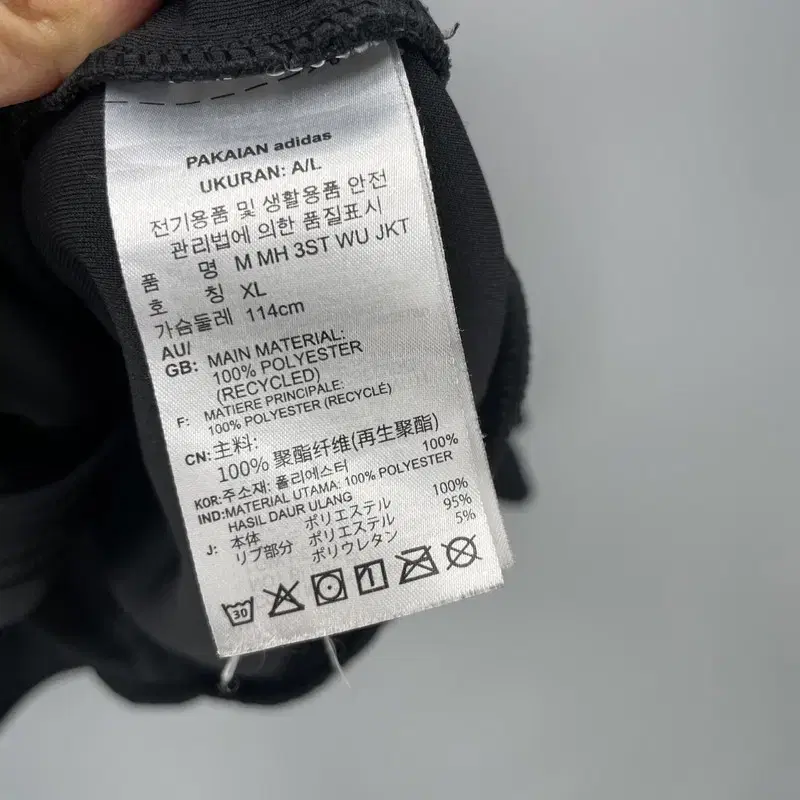 PAKAIAN adidas
UKURAN: A/L
전기용품 및 생활용품 안전
관리법에 의한 품질표시
품 명 M MH 3ST WU JKT
호 칭 XL
가슴둘레 114cm
AU/
GB: MAIN MATERIAL:
100% POLYESTER
(RECYCLED)
F: MATIERE PRINCIPALE:
100% POLYESTER (RECYCLÉ)
CN: 主料:
100% 聚酯纤维(再生聚酯)
KOR: 주소재: 폴리에스터 100%
IND: MATERIAL UTAMA: 100% POLYESTER
HASIL DAUR ULANG
J: 本体 ポリエステル 100%
リブ部分 ポリエステル 95%
ポリウレタン 5%
30